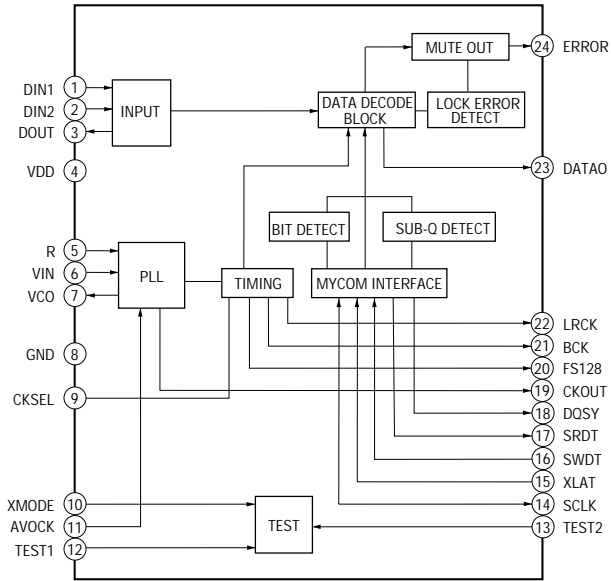 MUTE OUT
24 ERROR
DIN1 1
DIN2 2
DOUT 3
INPUT
DATA DECODE
BLOCK
LOCK ERROR
DETECT
VDD 4
23 DATAO
BIT DETECT
SUB-Q DETECT
R 5
VIN 6
VCO 7
PLL
TIMING
MYCOM INTERFACE
22 LRCK
21 BCK
GND 8
20 FS128
CKSEL 9
19 CKOUT
18 DQSY
17 SRDT
16 SWDT
15 XLAT
XMODE 10
14 SCLK
AVOCK 11
TEST
13 TEST2
TEST1 12